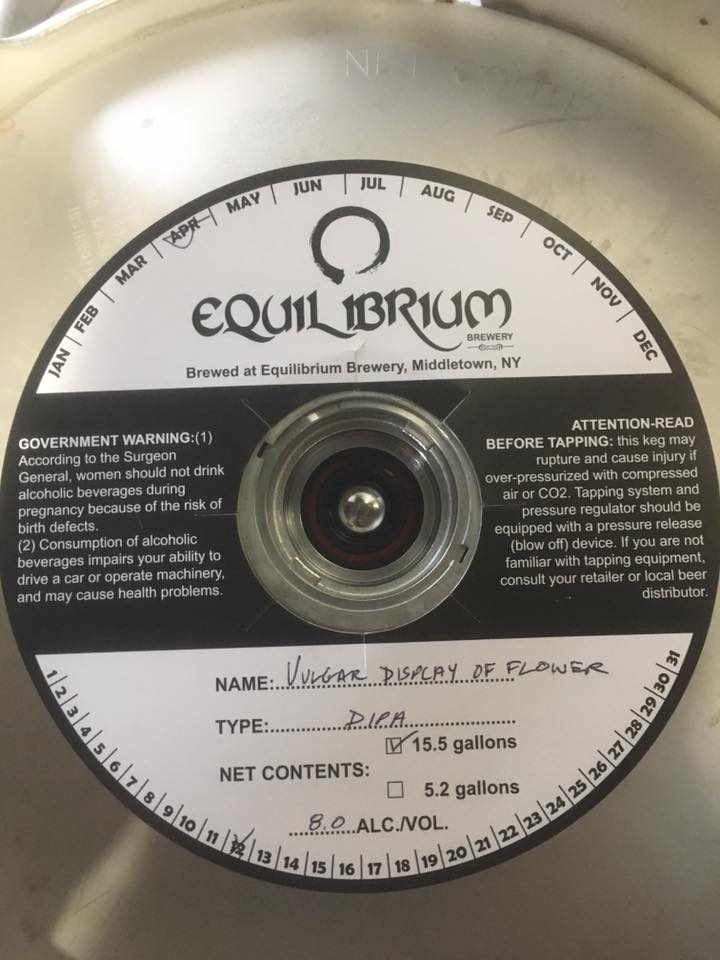 JAN | FEB | MAR | APR | MAY | JUN | JUL | AUG | SEP | OCT | NOV | DEC
EQUILIBRIUM
BREWERY
Brewed at Equilibrium Brewery, Middletown, NY
GOVERNMENT WARNING:(1)
According to the Surgeon
General, women should not drink
alcoholic beverages during
pregnancy because of the risk of
birth defects.
(2) Consumption of alcoholic
beverages impairs your ability to
drive a car or operate machinery,
and may cause health problems.
ATTENTION-READ
BEFORE TAPPING: this keg may
rupture and cause injury if
over-pressurized with compressed
air or CO2. Tapping system and
pressure regulator should be
equipped with a pressure release
(blow off) device. If you are not
familiar with tapping equipment,
consult your retailer or local beer
distributor.
NAME: VULGAR DISPLAY OF FLOWER
TYPE: DIPA
15.5 gallons
NET CONTENTS:
5.2 gallons
8.0 ALC./VOL.
1|2|3|4|5|6|7|8|9|10|11|12|13|14|15|16|17|18|19|20|21|22|23|24|25|26|27|28|29|30|31